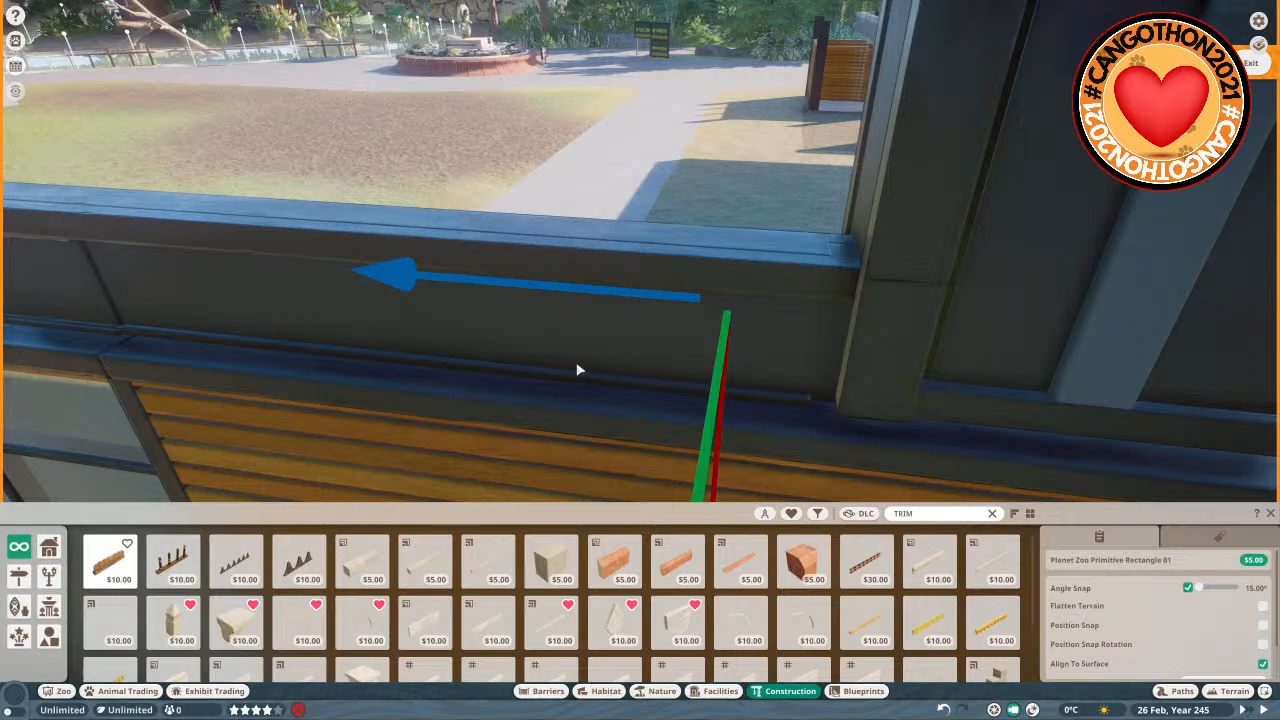 #CANGOTHON2021
#CANGOTHON2021
Exit
DLC
TRIM
$10.00 $10.00 $10.00 $10.00 $5.00 $5.00 $5.00 $5.00 $5.00 $5.00 $5.00 $5.00 $30.00 $10.00 $10.00
$10.00 $10.00 $10.00 $10.00 $10.00 $10.00 $10.00 $10.00 $10.00 $10.00 $10.00 $10.00 $10.00 $10.00 $10.00
Planet Zoo Primitive Rectangle 01 $5.00
Angle Snap 15.00°
Flatten Terrain
Position Snap
Position Snap Rotation
Align To Surface
Zoo Animal Trading Exhibit Trading Barriers Habitat Nature Facilities Construction Blueprints Paths Terrain
Unlimited Unlimited 0 0°C 26 Feb, Year 245